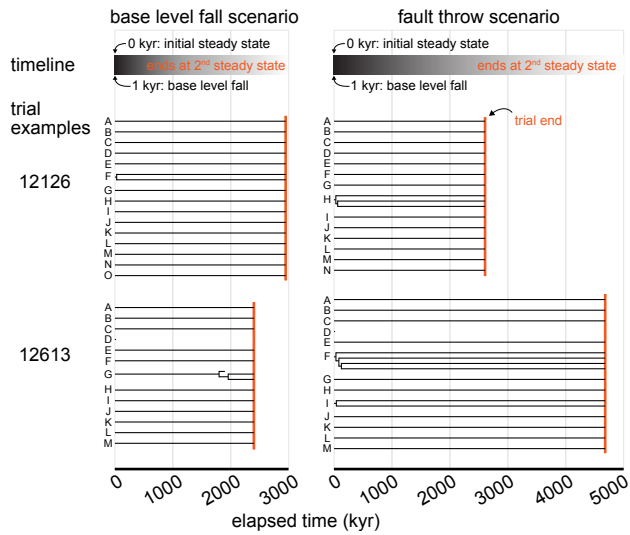 base level fall scenario
fault throw scenario
0 kyr: initial steady state
0 kyr: initial steady state
timeline
ends at 2nd steady state
ends at 2nd steady state
1 kyr: base level fall
1 kyr: base level fall
trial
examples
trial end
12126
A
B
C
D
E
F
G
H
I
J
K
L
M
N
O
A
B
C
D
E
F
G
H
I
J
K
L
M
N
12613
A
B
C
D
E
F
G
H
I
J
K
L
M
A
B
C
D
E
F
G
H
I
J
K
L
M
0 1000 2000 3000
0 1000 2000 3000 4000 5000
elapsed time (kyr)